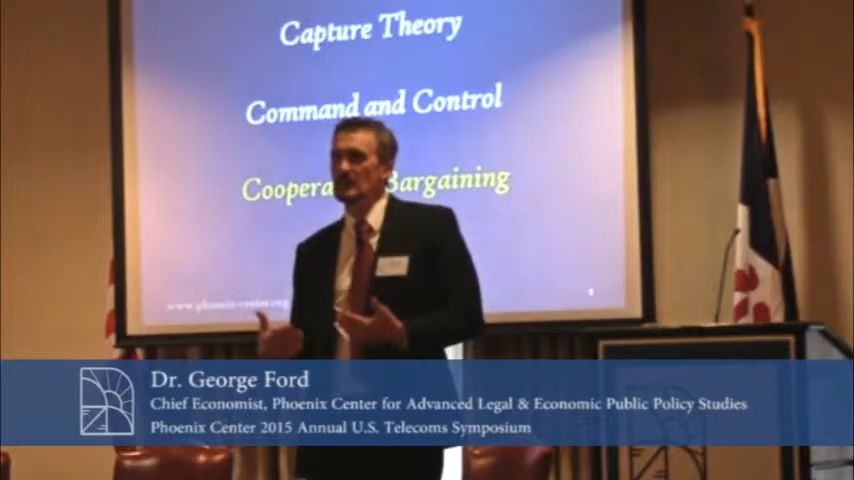 Capture Theory
Command and Control
Coopera Bargaining
www.phoenix-center.org
Dr. George Ford
Chief Economist, Phoenix Center for Advanced Legal & Economic Public Policy Studies
Phoenix Center 2015 Annual U.S. Telecoms Symposium